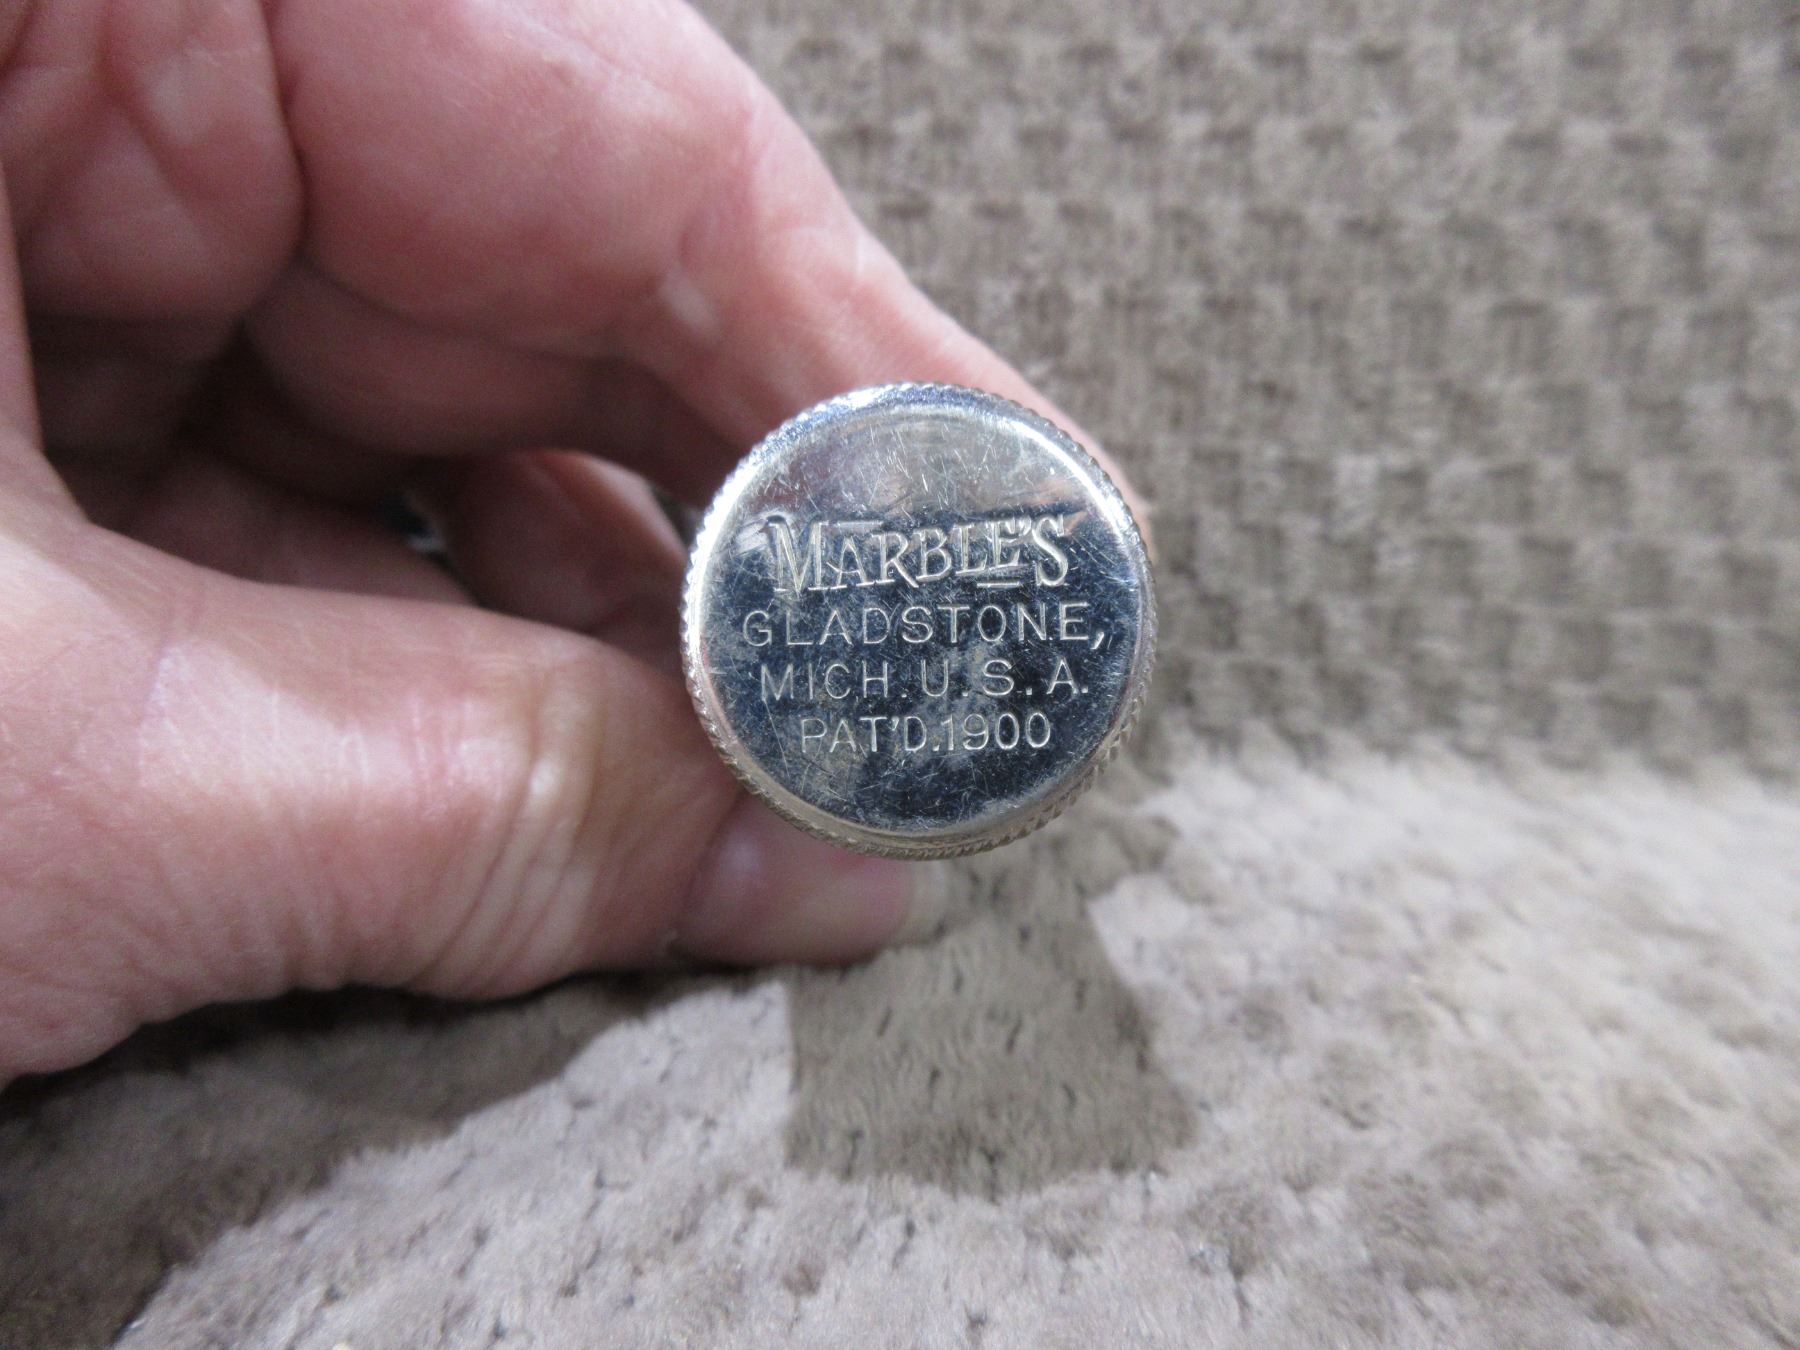 MARBLE'S
GLADSTONE,
MICH. U.S.A.
PAT'D.1900